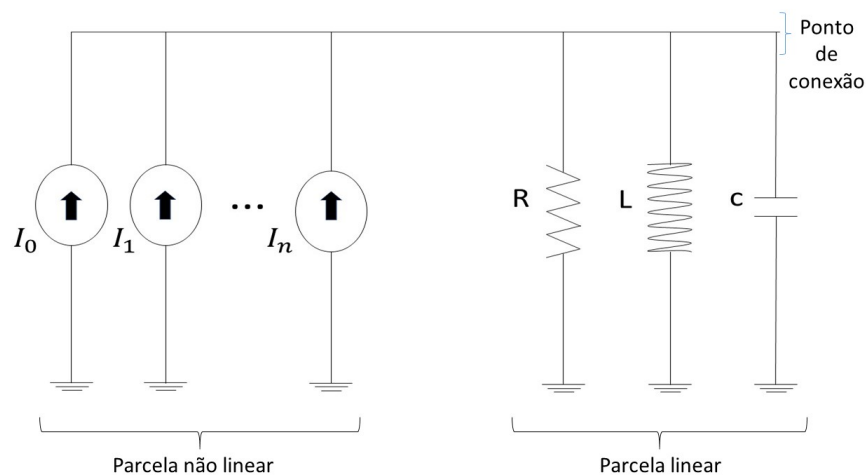 Ponto
de
conexão
R
L
c
I₀
I₁
...
Iₙ
Parcela não linear
Parcela linear